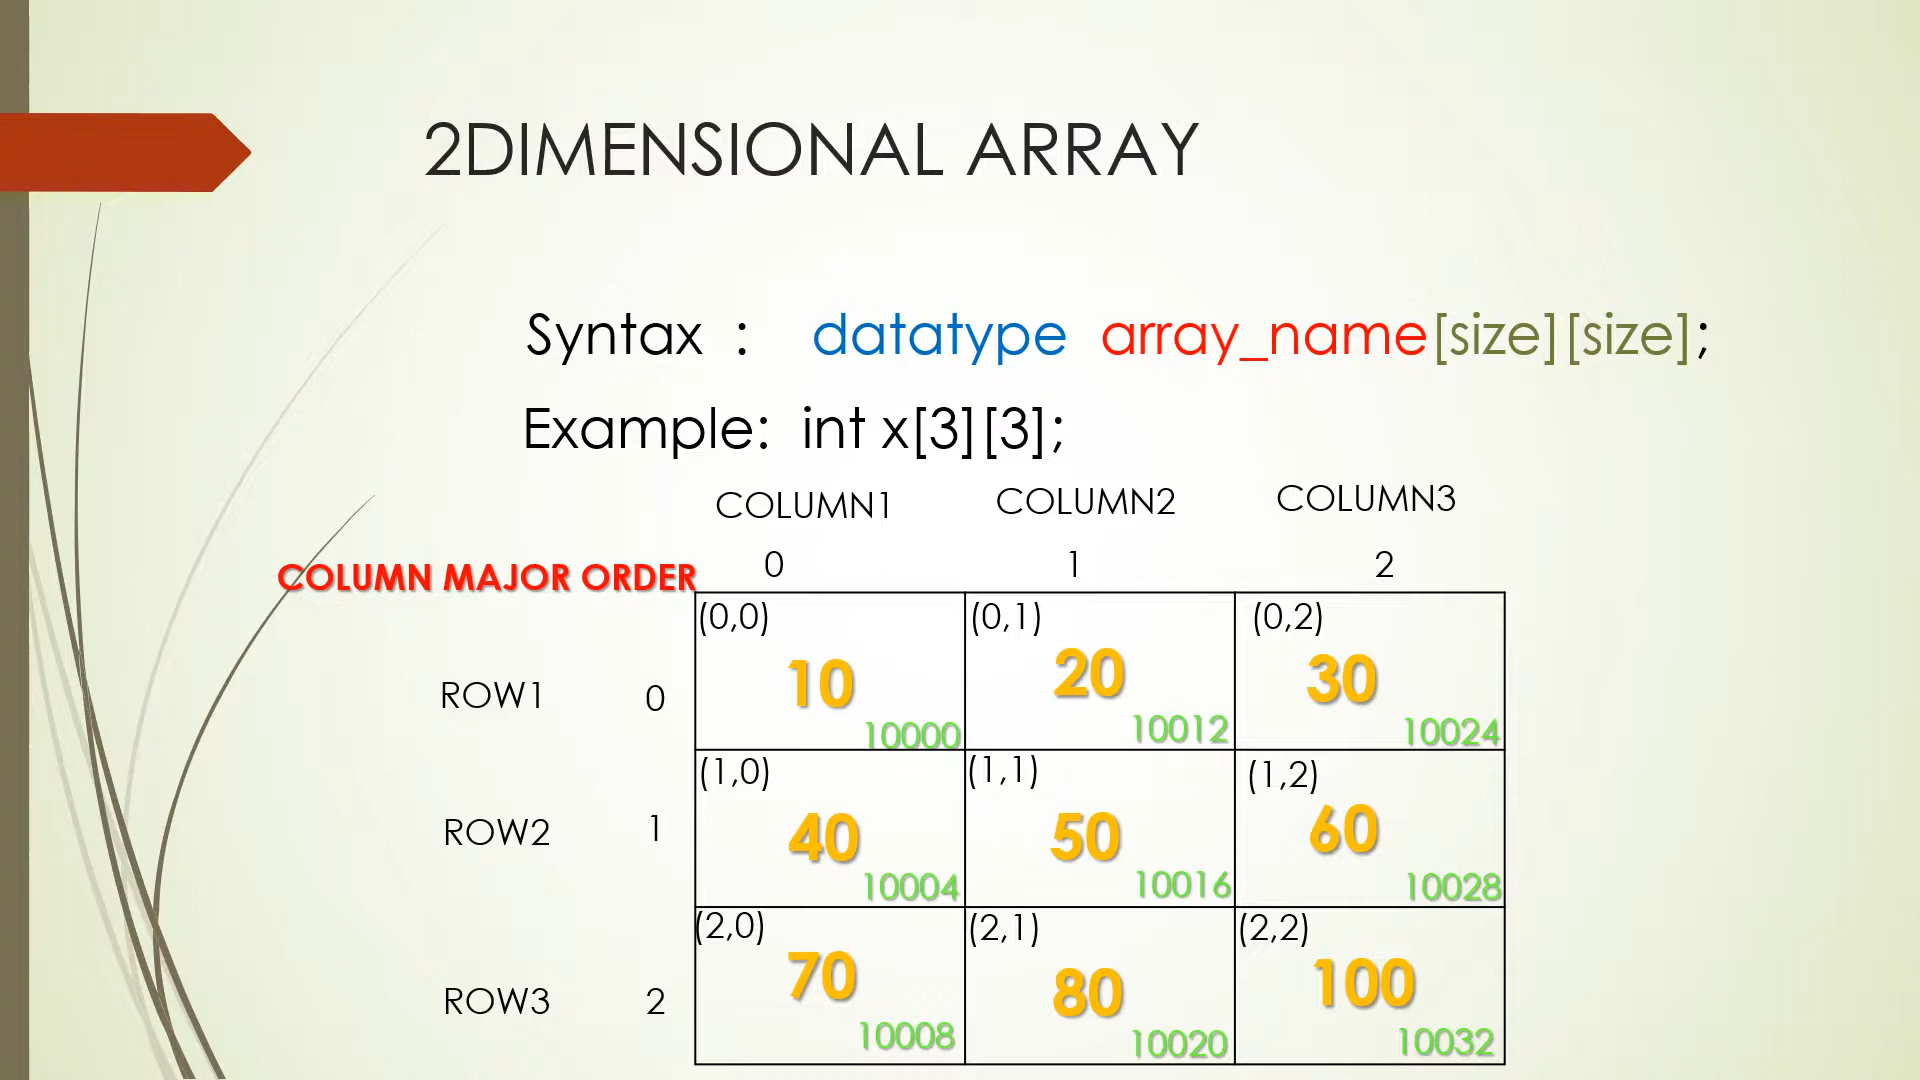 2DIMENSIONAL ARRAY
Syntax : datatype array_name[size][size];
Example: int x[3][3];
COLUMN1 COLUMN2 COLUMN3
COLUMN MAJOR ORDER 0 1 2
(0,0) (0,1) (0,2)
ROW1 0 10 20 30
10000 10012 10024
(1,0) (1,1) (1,2)
ROW2 1 40 50 60
10004 10016 10028
(2,0) (2,1) (2,2)
ROW3 2 70 80 100
10008 10020 10032